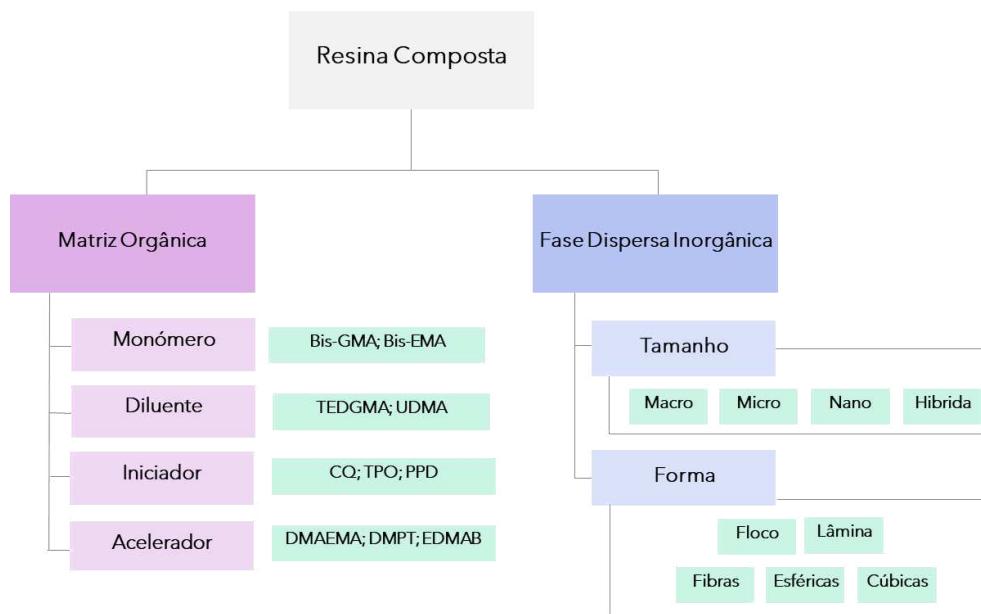 Resina Composta
Matriz Orgânica
Fase Dispersa Inorgânica
Monómero
Bis-GMA; Bis-EMA
Diluente
TEDGMA; UDMA
Iniciador
CQ; TPO; PPD
Acelerador
DMAEMA; DMPT; EDMAB
Tamanho
Macro Micro Nano Hibrida
Forma
Floco Lâmina
Fibras Esféricas Cúbicas